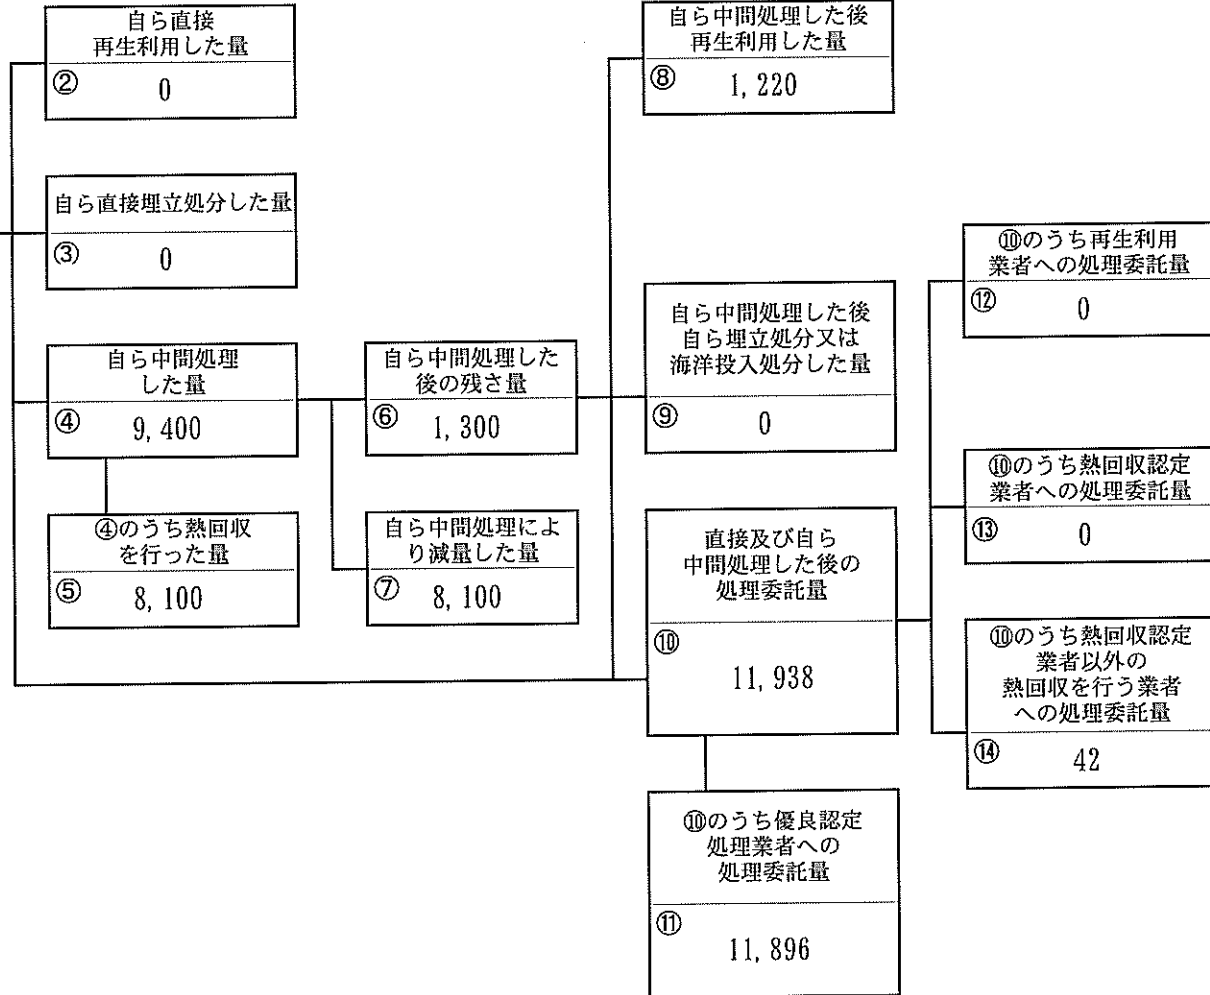 自ら直接
再生利用した量
② 0
自ら直接埋立処分した量
③ 0
自ら中間処理
した量
④ 9,400
④のうち熱回収
を行った量
⑤ 8,100
自ら中間処理した
後の残さ量
⑥ 1,300
自ら中間処理によ
り減量した量
⑦ 8,100
自ら中間処理した後
再生利用した量
⑧ 1,220
自ら中間処理した後
自ら埋立処分又は
海洋投入処分した量
⑨ 0
直接及び自ら
中間処理した後の
処理委託量
⑩ 11,938
⑩のうち優良認定
処理業者への
処理委託量
⑪ 11,896
⑩のうち再生利用
業者への処理委託量
⑫ 0
⑩のうち熱回収認定
業者への処理委託量
⑬ 0
⑩のうち熱回収認定
業者以外の
熱回収を行う業者
への処理委託量
⑭ 42